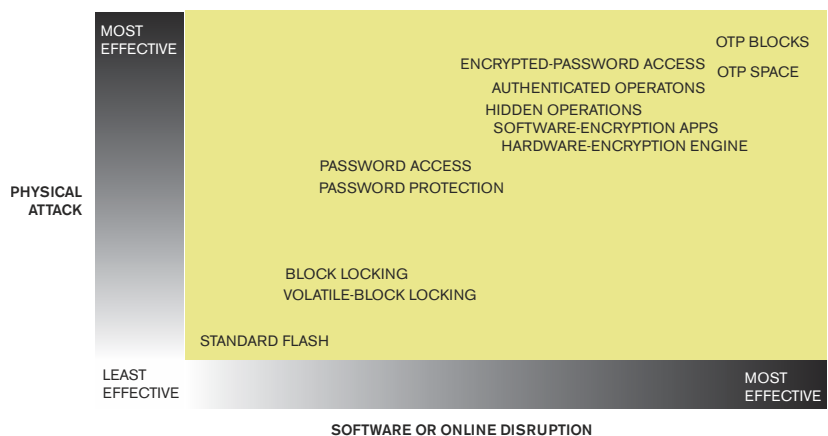 MOST
EFFECTIVE
OTP BLOCKS
ENCRYPTED-PASSWORD ACCESS
OTP SPACE
AUTHENTICATED OPERATONS
HIDDEN OPERATIONS
SOFTWARE-ENCRYPTION APPS
HARDWARE-ENCRYPTION ENGINE
PASSWORD ACCESS
PASSWORD PROTECTION
PHYSICAL
ATTACK
BLOCK LOCKING
VOLATILE-BLOCK LOCKING
STANDARD FLASH
LEAST
EFFECTIVE
MOST
EFFECTIVE
SOFTWARE OR ONLINE DISRUPTION